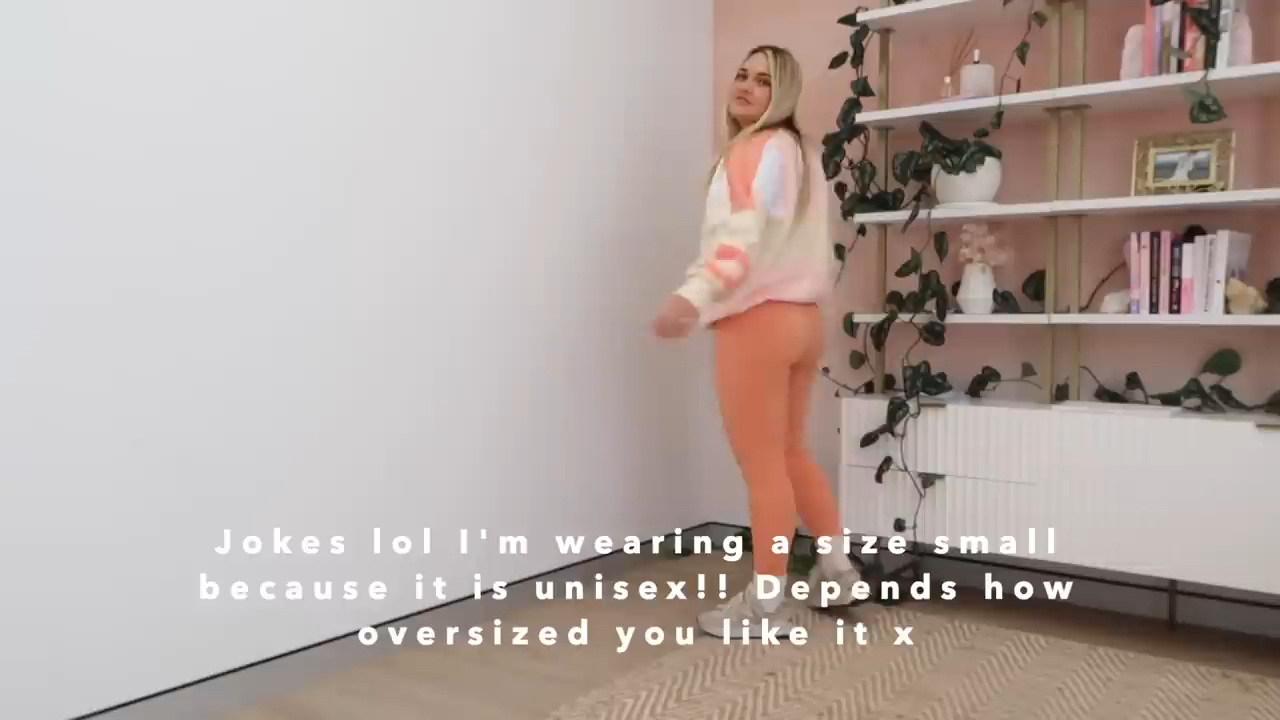 Jokes lol I'm wearing a size small
because it is unisex!! Depends how
oversized you like it x